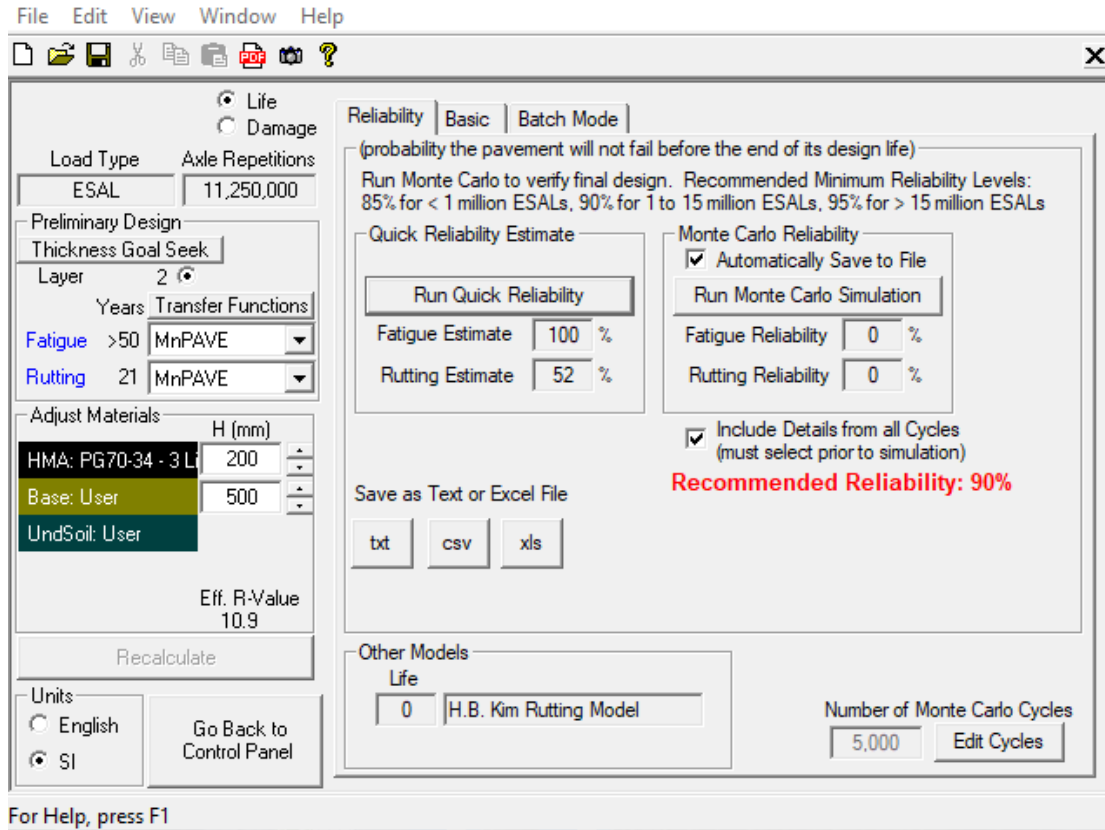 File Edit View Window Help
PDF
Life
Damage
Load Type Axle Repetitions
ESAL 11,250,000
Preliminary Design
Thickness Goal Seek
Layer 2
Years Transfer Functions
Fatigue >50 MnPAVE
Rutting 21 MnPAVE
Adjust Materials
H (mm)
HMA: PG70-34 - 3 Li 200
Base: User 500
UndSoil: User
Eff. R-Value
10.9
Recalculate
Units
English
SI
Go Back to
Control Panel
Reliability Basic Batch Mode
(probability the pavement will not fail before the end of its design life)
Run Monte Carlo to verify final design. Recommended Minimum Reliability Levels:
85% for < 1 million ESALs, 90% for 1 to 15 million ESALs, 95% for > 15 million ESALs
Quick Reliability Estimate
Run Quick Reliability
Fatigue Estimate 100 %
Rutting Estimate 52 %
Monte Carlo Reliability
Automatically Save to File
Run Monte Carlo Simulation
Fatigue Reliability 0 %
Rutting Reliability 0 %
Include Details from all Cycles
(must select prior to simulation)
Recommended Reliability: 90%
Save as Text or Excel File
txt csv xls
Other Models
Life
0 H.B. Kim Rutting Model
Number of Monte Carlo Cycles
5,000 Edit Cycles
For Help, press F1